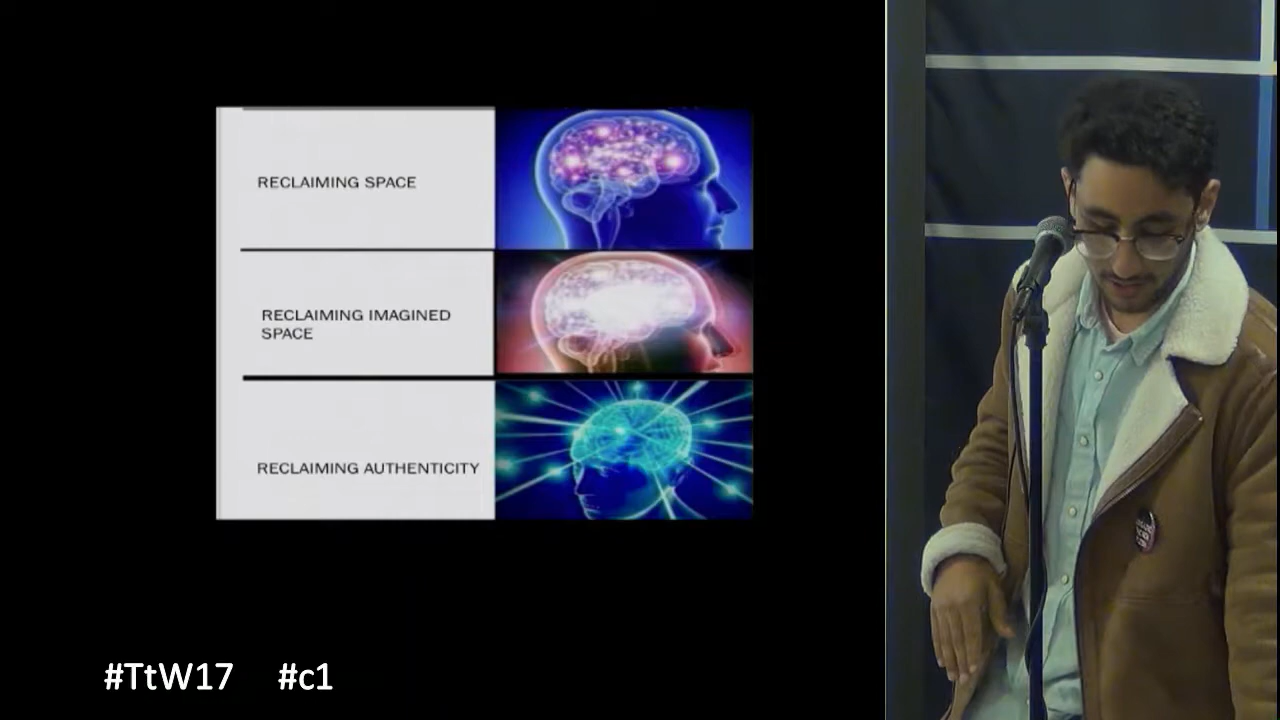 RECLAIMING SPACE
RECLAIMING IMAGINED
SPACE
RECLAIMING AUTHENTICITY
#TtW17 #c1